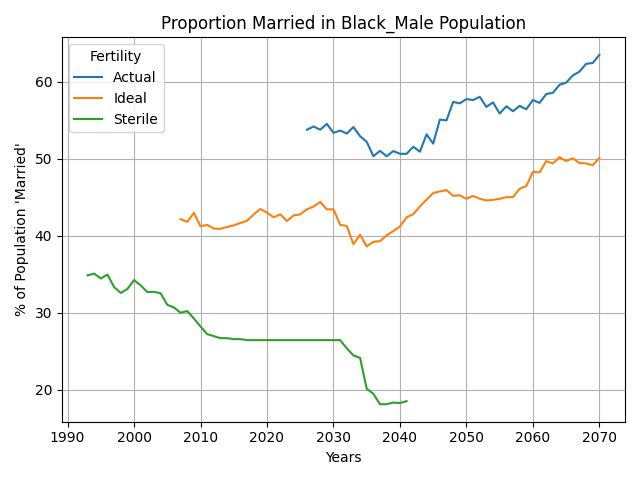 Proportion Married in Black_Male Population
% of Population 'Married'
60
50
40
30
20
Fertility
Actual
Ideal
Sterile
1990 2000 2010 2020 2030 2040 2050 2060 2070
Years